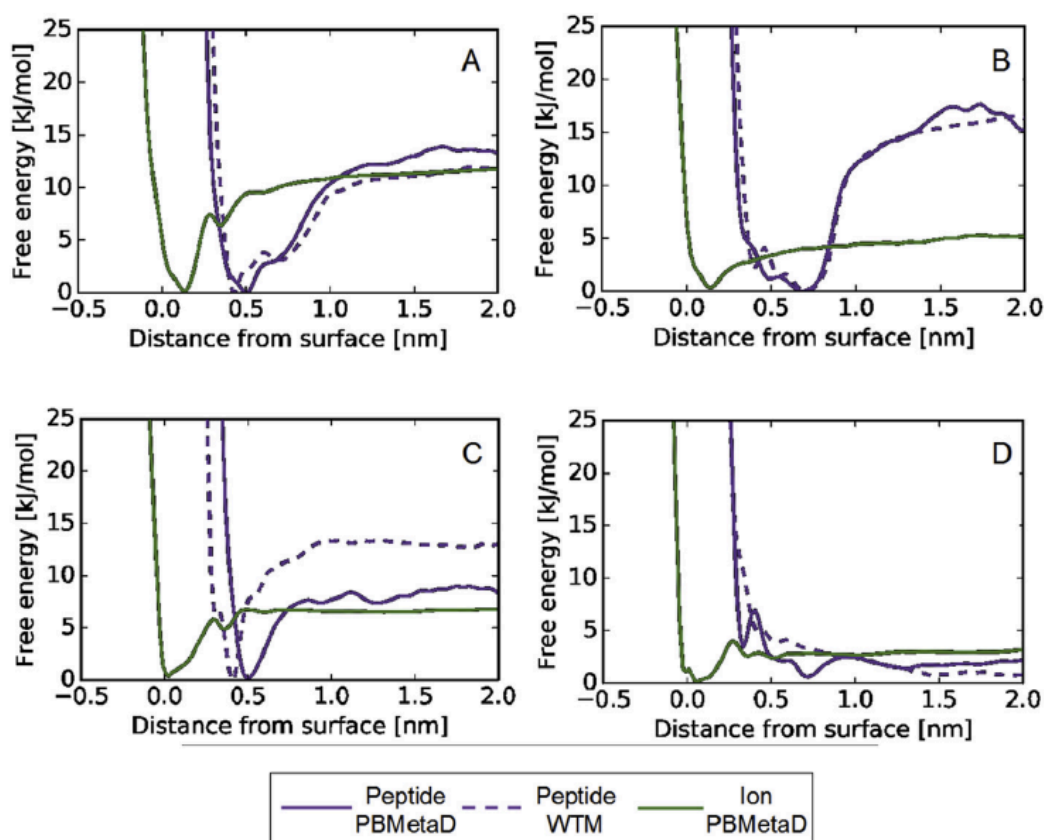 A
Free energy [kJ/mol]
25
20
15
10
5
0
−0.5 0.0 0.5 1.0 1.5 2.0
Distance from surface [nm]
B
Free energy [kJ/mol]
25
20
15
10
5
0
−0.5 0.0 0.5 1.0 1.5 2.0
Distance from surface [nm]
C
Free energy [kJ/mol]
25
20
15
10
5
0
−0.5 0.0 0.5 1.0 1.5 2.0
Distance from surface [nm]
D
Free energy [kJ/mol]
25
20
15
10
5
0
−0.5 0.0 0.5 1.0 1.5 2.0
Distance from surface [nm]
Peptide
PBMetaD
Peptide
WTM
Ion
PBMetaD